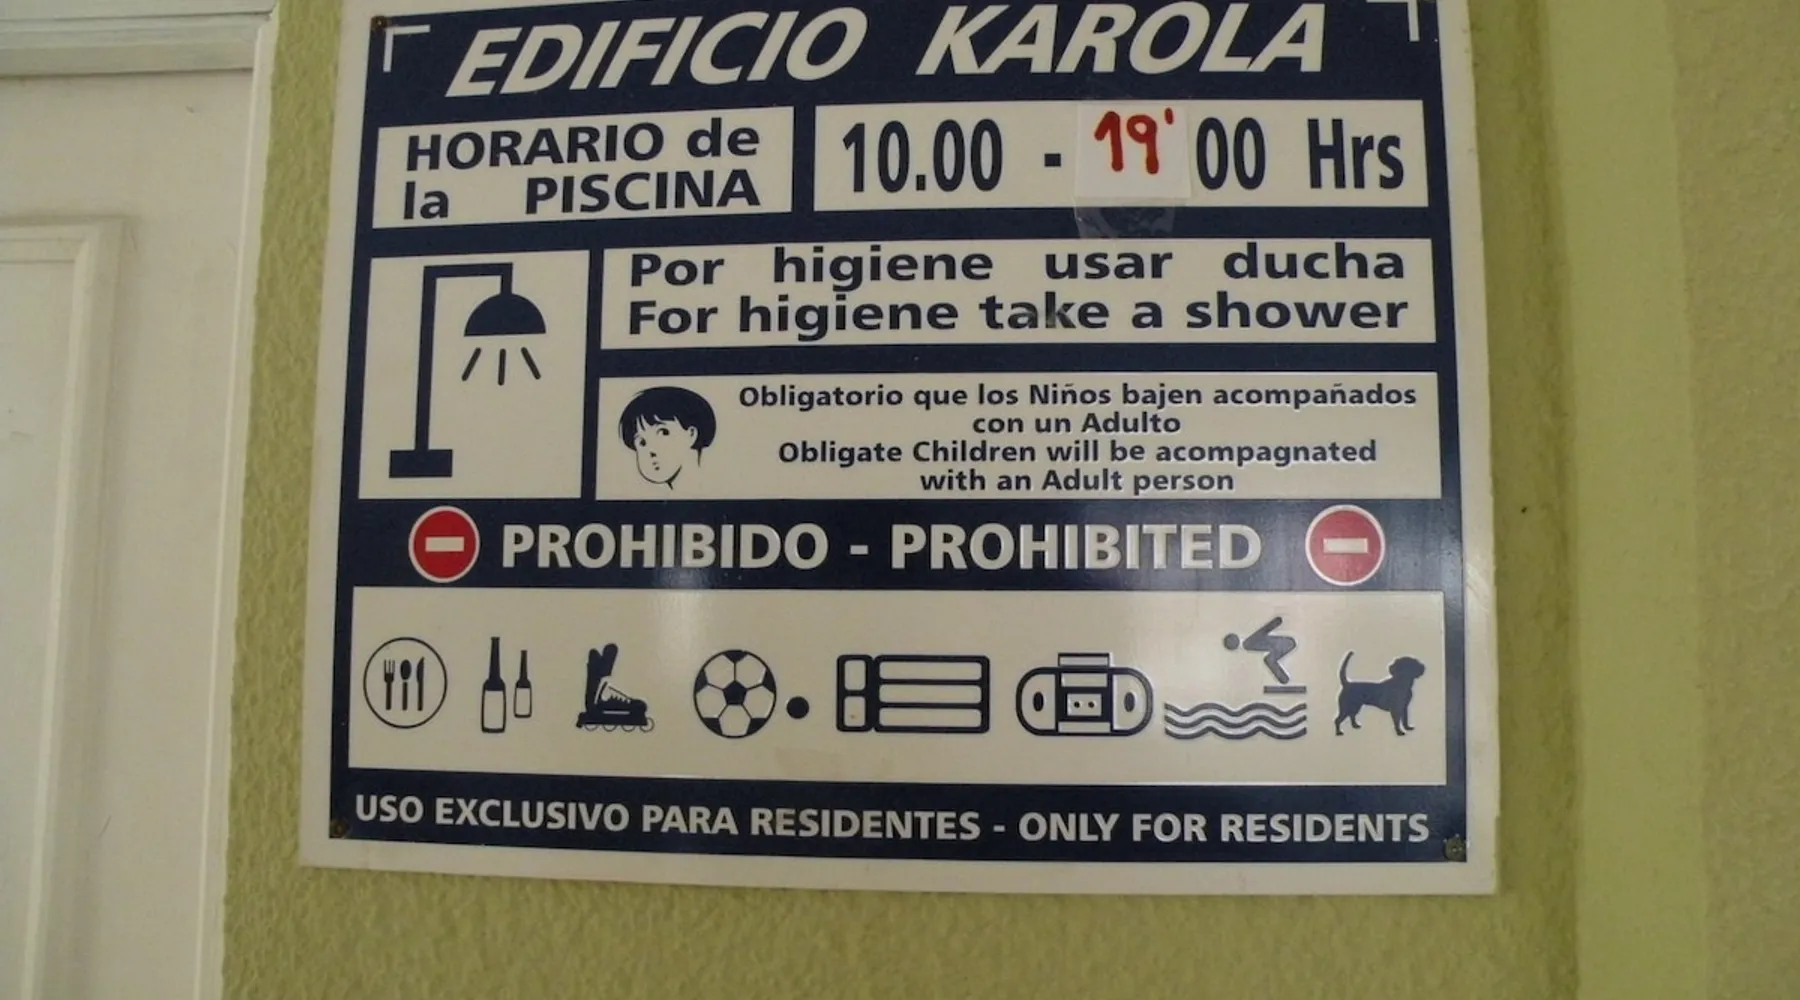 EDIFICIO KAROLA
HORARIO de
la PISCINA
10.00 - 19'00 Hrs
Por higiene usar ducha
For higiene take a shower
Obligatorio que los Niños bajen acompañados
con un Adulto
Obligate Children will be acompagnated
with an Adult person
PROHIBIDO - PROHIBITED
USO EXCLUSIVO PARA RESIDENTES - ONLY FOR RESIDENTS